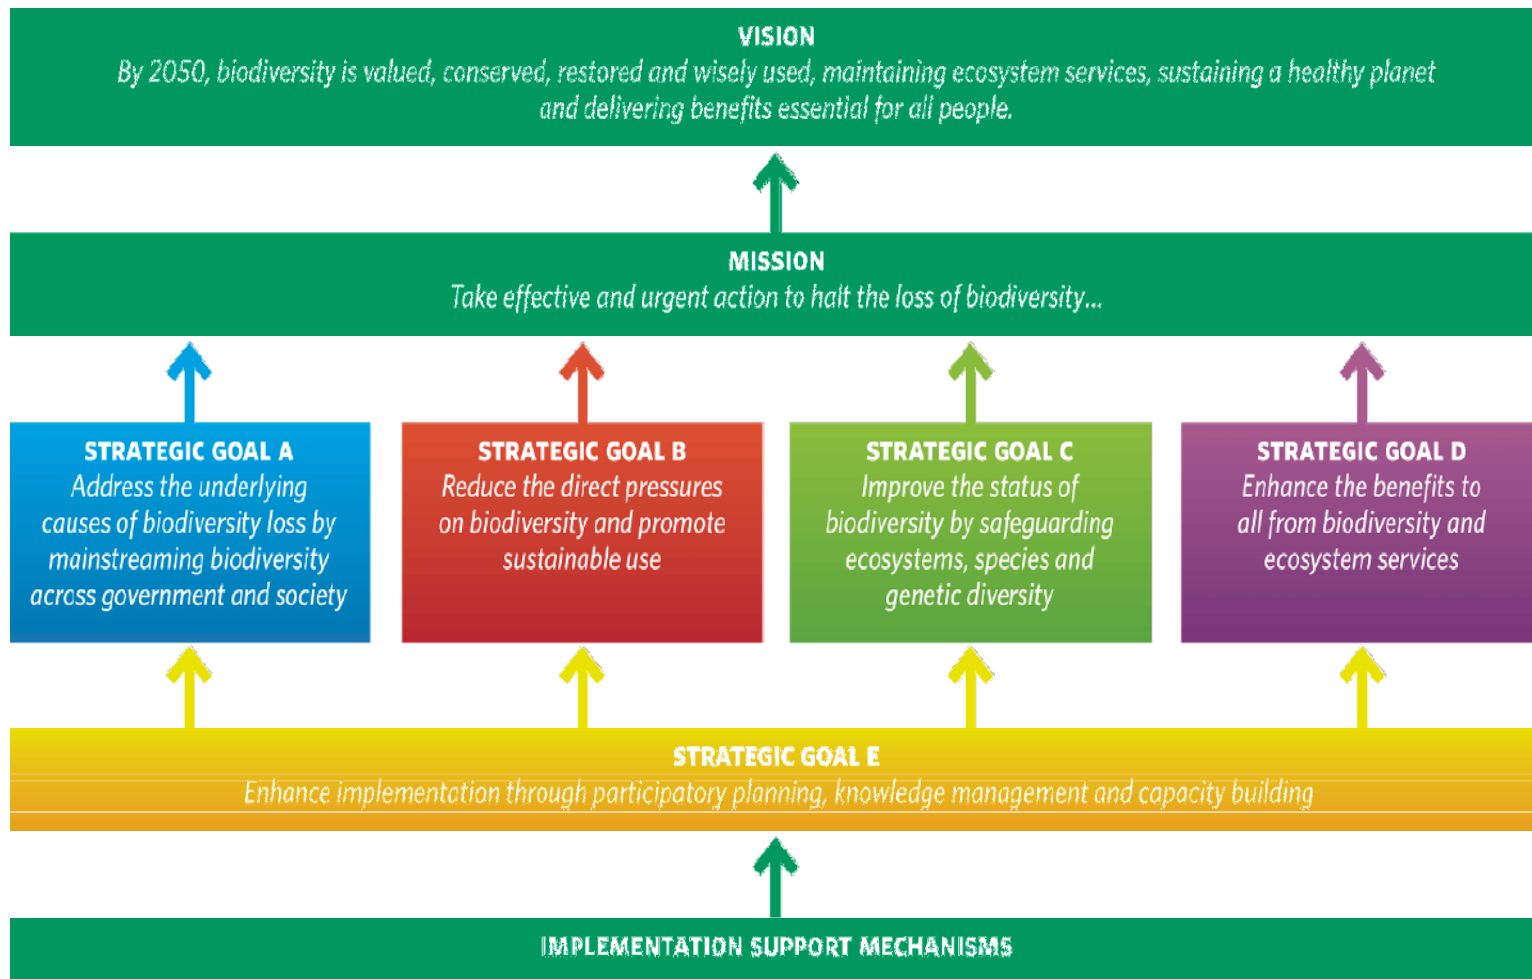 VISION
By 2050, biodiversity is valued, conserved, restored and wisely used, maintaining ecosystem services, sustaining a healthy planet
and delivering benefits essential for all people.
MISSION
Take effective and urgent action to halt the loss of biodiversity...
STRATEGIC GOAL A
Address the underlying
causes of biodiversity loss by
mainstreaming biodiversity
across government and society
STRATEGIC GOAL B
Reduce the direct pressures
on biodiversity and promote
sustainable use
STRATEGIC GOAL C
Improve the status of
biodiversity by safeguarding
ecosystems, species and
genetic diversity
STRATEGIC GOAL D
Enhance the benefits to
all from biodiversity and
ecosystem services
STRATEGIC GOAL E
Enhance implementation through participatory planning, knowledge management and capacity building
IMPLEMENTATION SUPPORT MECHANISMS